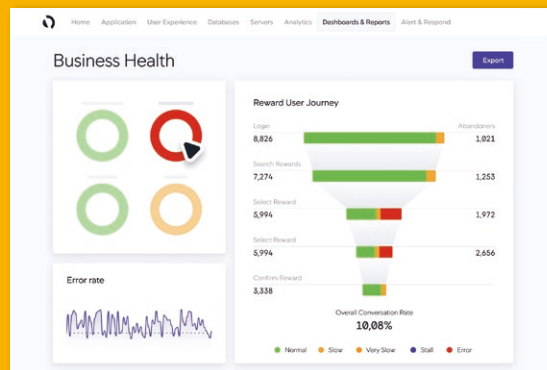 Home Application User Experience Databases Servers Analytics Dashboards & Reports Alert & Respond
Business Health
Export
Reward User Journey
Login Abandoners
8,826 1,021
Search Rewards
7,274 1,253
Select Reward
5,994 1,972
Select Reward
5,994 2,656
Confirm Reward
3,338
Overall Conversation Rate
10,08%
Normal Slow Very Slow Stall Error
Error rate